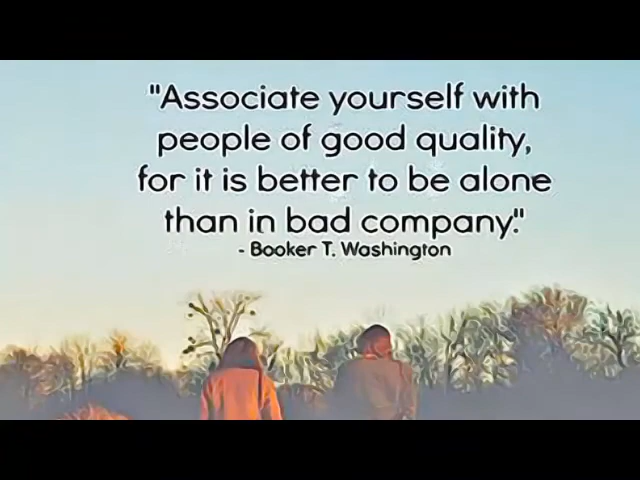 "Associate yourself with
people of good quality,
for it is better to be alone
than in bad company."
- Booker T. Washington